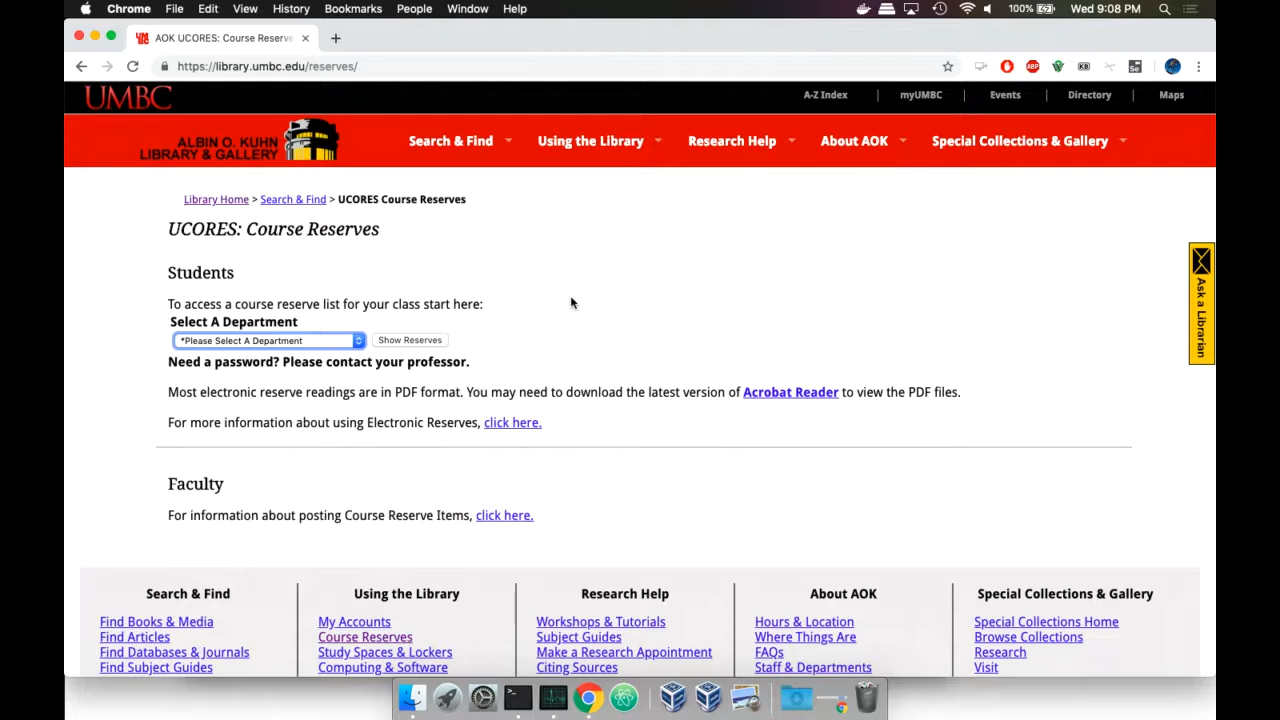 Chrome File Edit View History Bookmarks People Window Help 100% Wed 9:08 PM
AOK UCORES: Course Reserve
https://library.umbc.edu/reserves/
UMBC A-Z Index myUMBC Events Directory Maps
ALBIN O. KUHN
LIBRARY & GALLERY
Search & Find Using the Library Research Help About AOK Special Collections & Gallery
Library Home > Search & Find > UCORES Course Reserves
UCORES: Course Reserves
Students
To access a course reserve list for your class start here:
Select A Department
*Please Select A Department Show Reserves
Need a password? Please contact your professor.
Most electronic reserve readings are in PDF format. You may need to download the latest version of Acrobat Reader to view the PDF files.
For more information about using Electronic Reserves, click here.
Ask a Librarian
Faculty
For information about posting Course Reserve Items, click here.
Search & Find Using the Library Research Help About AOK Special Collections & Gallery
Find Books & Media My Accounts Workshops & Tutorials Hours & Location Special Collections Home
Find Articles Course Reserves Subject Guides Where Things Are Browse Collections
Find Databases & Journals Study Spaces & Lockers Make a Research Appointment FAQs Research
Find Subject Guides Computing & Software Citing Sources Staff & Departments Visit